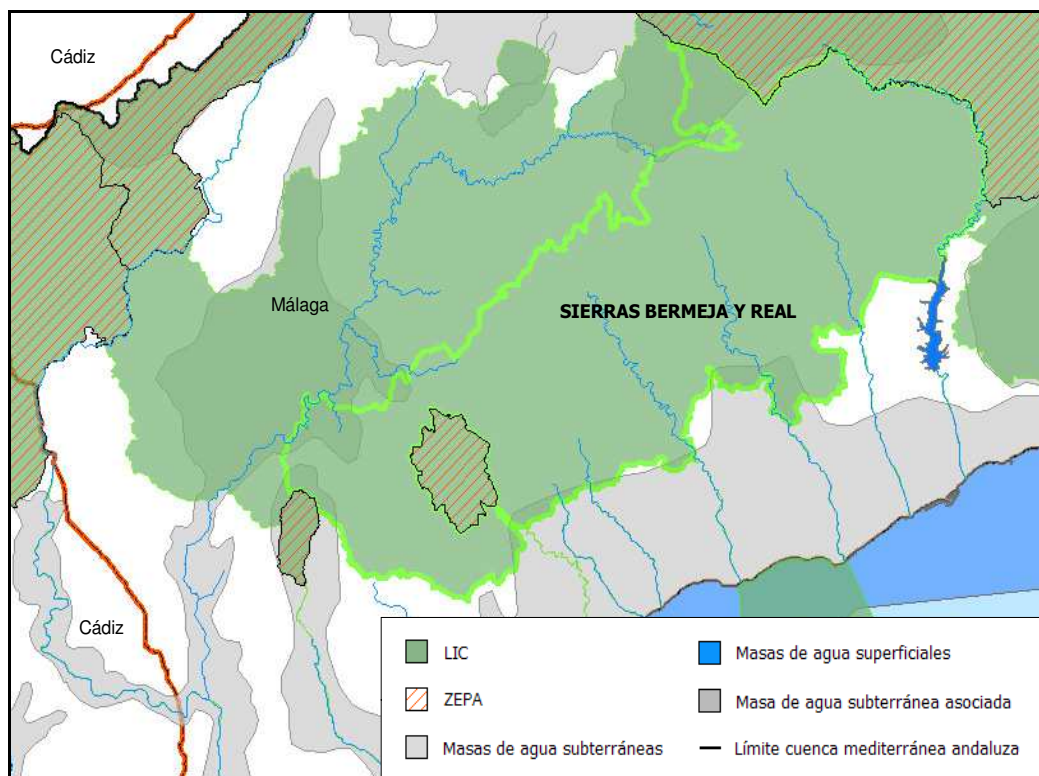 Cádiz
Málaga
SIERRAS BERMEJA Y REAL
Cádiz
LIC
ZEPA
Masas de agua subterráneas
Masas de agua superficiales
Masa de agua subterránea asociada
Límite cuenca mediterránea andaluza